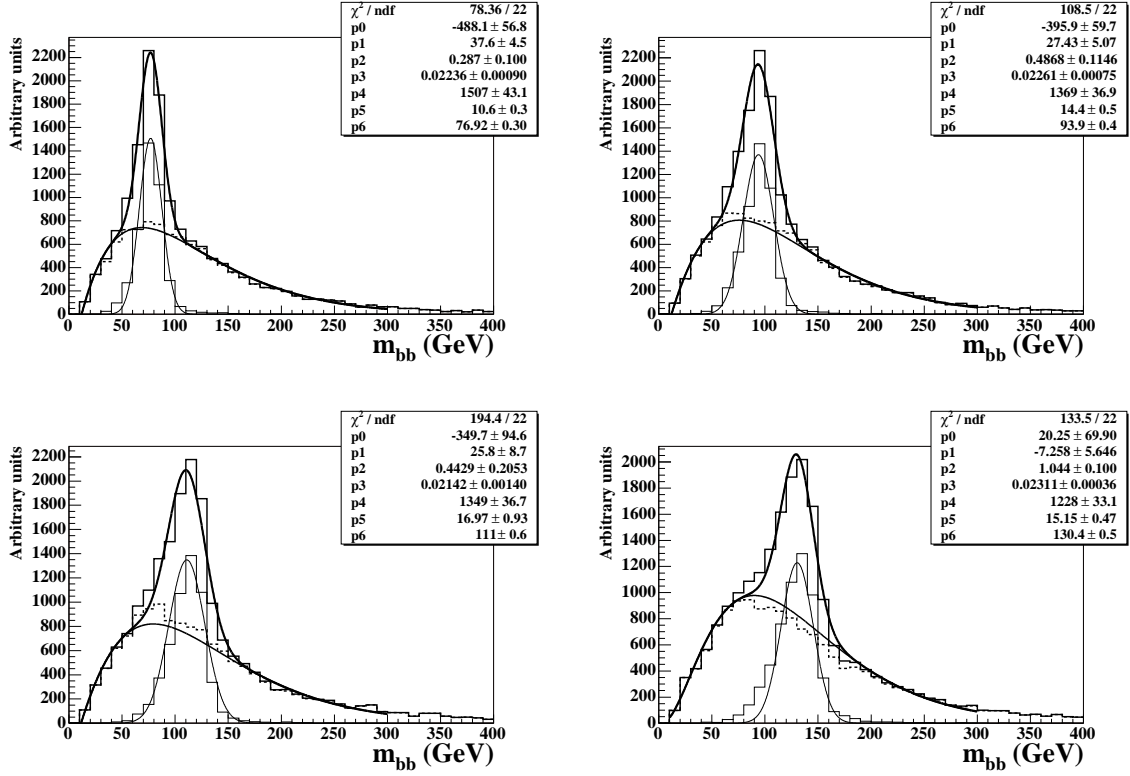 χ² / ndf 78.36 / 22
p0 -488.1 ± 56.8
p1 37.6 ± 4.5
p2 0.287 ± 0.100
p3 0.02236 ± 0.00090
p4 1507 ± 43.1
p5 10.6 ± 0.3
p6 76.92 ± 0.30
Arbitrary units
2200
2000
1800
1600
1400
1200
1000
800
600
400
200
0
0 50 100 150 200 250 300 350 400
m_bb (GeV)
χ² / ndf 108.5 / 22
p0 -395.9 ± 59.7
p1 27.43 ± 5.07
p2 0.4868 ± 0.1146
p3 0.02261 ± 0.00075
p4 1369 ± 36.9
p5 14.4 ± 0.5
p6 93.9 ± 0.4
Arbitrary units
2200
2000
1800
1600
1400
1200
1000
800
600
400
200
0
0 50 100 150 200 250 300 350 400
m_bb (GeV)
χ² / ndf 194.4 / 22
p0 -349.7 ± 94.6
p1 25.8 ± 8.7
p2 0.4429 ± 0.2053
p3 0.02142 ± 0.00140
p4 1349 ± 36.7
p5 16.97 ± 0.93
p6 111 ± 0.6
Arbitrary units
2200
2000
1800
1600
1400
1200
1000
800
600
400
200
0
0 50 100 150 200 250 300 350 400
m_bb (GeV)
χ² / ndf 133.5 / 22
p0 20.25 ± 69.90
p1 -7.258 ± 5.646
p2 1.044 ± 0.100
p3 0.02311 ± 0.00036
p4 1228 ± 33.1
p5 15.15 ± 0.47
p6 130.4 ± 0.5
Arbitrary units
2000
1800
1600
1400
1200
1000
800
600
400
200
0
0 50 100 150 200 250 300 350 400
m_bb (GeV)